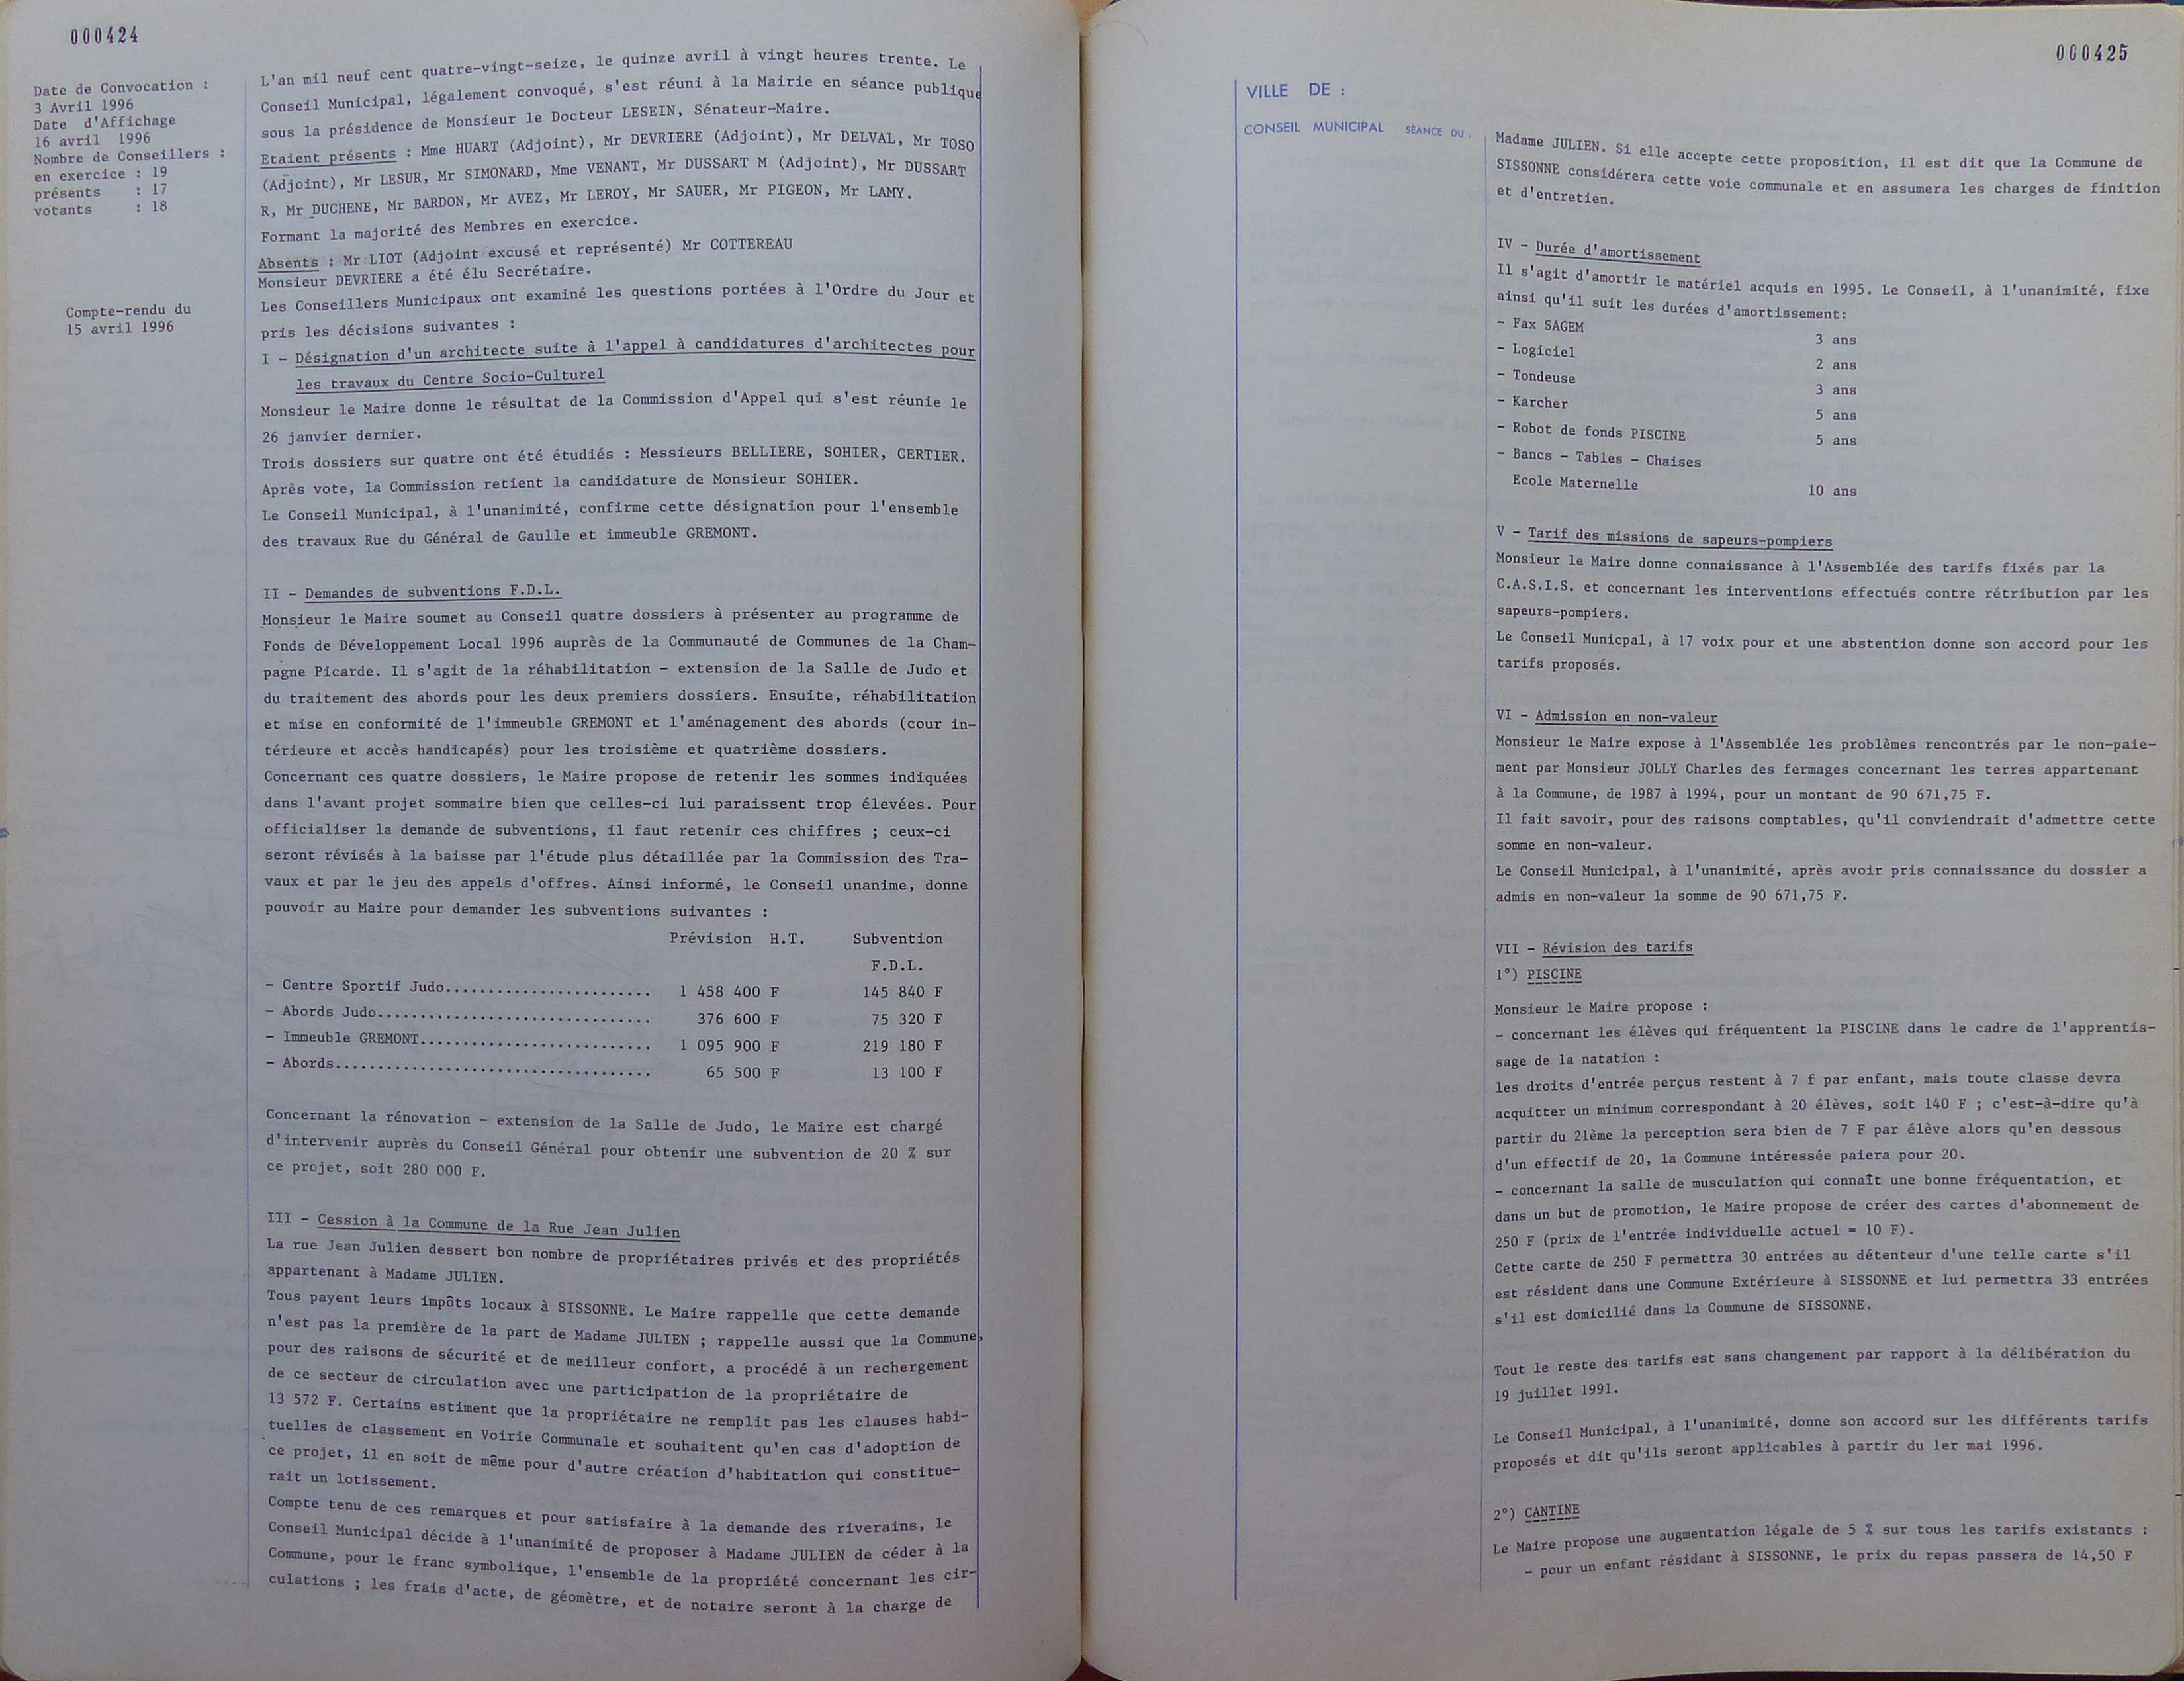 000424
Date de Convocation :
3 Avril 1996
Date d'Affichage
16 avril 1996
Nombre de Conseillers :
en exercice : 19
présents : 17
votants : 18
Compte-rendu du
15 avril 1996
L'an mil neuf cent quatre-vingt-seize, le quinze avril à vingt heures trente. Le
Conseil Municipal, légalement convoqué, s'est réuni à la Mairie en séance publique
sous la présidence de Monsieur le Docteur LESEIN, Sénateur-Maire.
Etaient présents : Mme HUART (Adjoint), Mr DEVRIERE (Adjoint), Mr DELVAL, Mr TOSO
(Adjoint), Mr LESUR, Mr SIMONARD, Mme VENANT, Mr DUSSART M (Adjoint), Mr DUSSART
R, Mr DUCHENE, Mr BARDON, Mr AVEZ, Mr LEROY, Mr SAUER, Mr PIGEON, Mr LAMY.
Formant la majorité des Membres en exercice.
Absents : Mr LIOT (Adjoint excusé et représenté) Mr COTTEREAU
Monsieur DEVRIERE a été élu Secrétaire.
Les Conseillers Municipaux ont examiné les questions portées à l'Ordre du Jour et
pris les décisions suivantes :
I - Désignation d'un architecte suite à l'appel à candidatures d'architectes pour
les travaux du Centre Socio-Culturel
Monsieur le Maire donne le résultat de la Commission d'Appel qui s'est réunie le
26 janvier dernier.
Trois dossiers sur quatre ont été étudiés : Messieurs BELLIERE, SOHIER, CERTIER.
Après vote, la Commission retient la candidature de Monsieur SOHIER.
Le Conseil Municipal, à l'unanimité, confirme cette désignation pour l'ensemble
des travaux Rue du Général de Gaulle et immeuble GREMONT.
II - Demandes de subventions F.D.L.
Monsieur le Maire soumet au Conseil quatre dossiers à présenter au programme de
Fonds de Développement Local 1996 auprès de la Communauté de Communes de la Cham-
pagne Picarde. Il s'agit de la réhabilitation - extension de la Salle de Judo et
du traitement des abords pour les deux premiers dossiers. Ensuite, réhabilitation
et mise en conformité de l'immeuble GREMONT et l'aménagement des abords (cour in-
térieure et accès handicapés) pour les troisième et quatrième dossiers.
Concernant ces quatre dossiers, le Maire propose de retenir les sommes indiquées
dans l'avant projet sommaire bien que celles-ci lui paraissent trop élevées. Pour
officialiser la demande de subventions, il faut retenir ces chiffres ; ceux-ci
seront révisés à la baisse par l'étude plus détaillée par la Commission des Tra-
vaux et par le jeu des appels d'offres. Ainsi informé, le Conseil unanime, donne
pouvoir au Maire pour demander les subventions suivantes :
Prévision H.T. Subvention
F.D.L.
- Centre Sportif Judo........................ 1 458 400 F 145 840 F
- Abords Judo................................ 376 600 F 75 320 F
- Immeuble GREMONT........................... 1 095 900 F 219 180 F
- Abords..................................... 65 500 F 13 100 F
Concernant la rénovation - extension de la Salle de Judo, le Maire est chargé
d'intervenir auprès du Conseil Général pour obtenir une subvention de 20 % sur
ce projet, soit 280 000 F.
III - Cession à la Commune de la Rue Jean Julien
La rue Jean Julien dessert bon nombre de propriétaires privés et des propriétés
appartenant à Madame JULIEN.
Tous payent leurs impôts locaux à SISSONNE. Le Maire rappelle que cette demande
n'est pas la première de la part de Madame JULIEN ; rappelle aussi que la Commune,
pour des raisons de sécurité et de meilleur confort, a procédé à un rechergement
de ce secteur de circulation avec une participation de la propriétaire de
13 572 F. Certains estiment que la propriétaire ne remplit pas les clauses habi-
tuelles de classement en Voirie Communale et souhaitent qu'en cas d'adoption de
ce projet, il en soit de même pour d'autre création d'habitation qui constitue-
rait un lotissement.
Compte tenu de ces remarques et pour satisfaire à la demande des riverains, le
Conseil Municipal décide à l'unanimité de proposer à Madame JULIEN de céder à la
Commune, pour le franc symbolique, l'ensemble de la propriété concernant les cir-
culations ; les frais d'acte, de géomètre, et de notaire seront à la charge de
000425
VILLE DE :
CONSEIL MUNICIPAL SÉANCE DU :
Madame JULIEN. Si elle accepte cette proposition, il est dit que la Commune de
SISSONNE considérera cette voie communale et en assumera les charges de finition
et d'entretien.
IV - Durée d'amortissement
Il s'agit d'amortir le matériel acquis en 1995. Le Conseil, à l'unanimité, fixe
ainsi qu'il suit les durées d'amortissement:
- Fax SAGEM 3 ans
- Logiciel 2 ans
- Tondeuse 3 ans
- Karcher 5 ans
- Robot de fonds PISCINE 5 ans
- Bancs - Tables - Chaises
Ecole Maternelle 10 ans
V - Tarif des missions de sapeurs-pompiers
Monsieur le Maire donne connaissance à l'Assemblée des tarifs fixés par la
C.A.S.I.S. et concernant les interventions effectués contre rétribution par les
sapeurs-pompiers.
Le Conseil Municpal, à 17 voix pour et une abstention donne son accord pour les
tarifs proposés.
VI - Admission en non-valeur
Monsieur le Maire expose à l'Assemblée les problèmes rencontrés par le non-paie-
ment par Monsieur JOLLY Charles des fermages concernant les terres appartenant
à la Commune, de 1987 à 1994, pour un montant de 90 671,75 F.
Il fait savoir, pour des raisons comptables, qu'il conviendrait d'admettre cette
somme en non-valeur.
Le Conseil Municipal, à l'unanimité, après avoir pris connaissance du dossier a
admis en non-valeur la somme de 90 671,75 F.
VII - Révision des tarifs
1°) PISCINE
Monsieur le Maire propose :
- concernant les élèves qui fréquentent la PISCINE dans le cadre de l'apprentis-
sage de la natation :
les droits d'entrée perçus restent à 7 f par enfant, mais toute classe devra
acquitter un minimum correspondant à 20 élèves, soit 140 F ; c'est-à-dire qu'à
partir du 21ème la perception sera bien de 7 F par élève alors qu'en dessous
d'un effectif de 20, la Commune intéressée paiera pour 20.
- concernant la salle de musculation qui connaît une bonne fréquentation, et
dans un but de promotion, le Maire propose de créer des cartes d'abonnement de
250 F (prix de l'entrée individuelle actuel = 10 F).
Cette carte de 250 F permettra 30 entrées au détenteur d'une telle carte s'il
est résident dans une Commune Extérieure à SISSONNE et lui permettra 33 entrées
s'il est domicilié dans la Commune de SISSONNE.
Tout le reste des tarifs est sans changement par rapport à la délibération du
19 juillet 1991.
Le Conseil Municipal, à l'unanimité, donne son accord sur les différents tarifs
proposés et dit qu'ils seront applicables à partir du 1er mai 1996.
2°) CANTINE
Le Maire propose une augmentation légale de 5 % sur tous les tarifs existants :
- pour un enfant résidant à SISSONNE, le prix du repas passera de 14,50 F